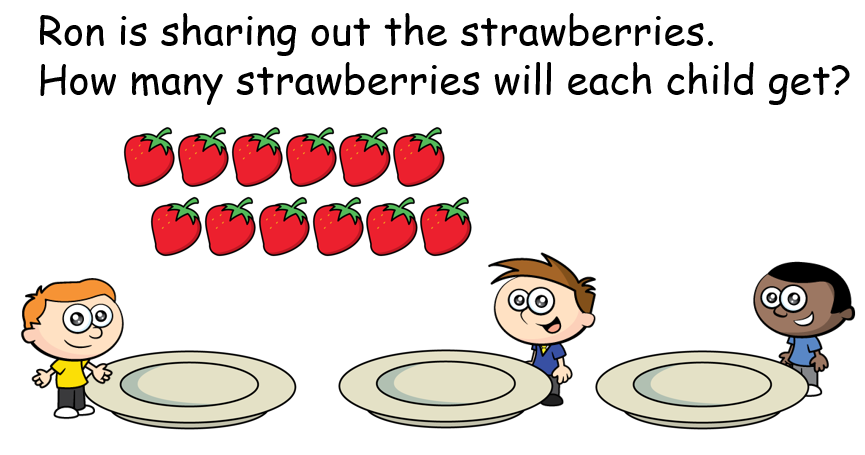 Ron is sharing out the strawberries.
How many strawberries will each child get?